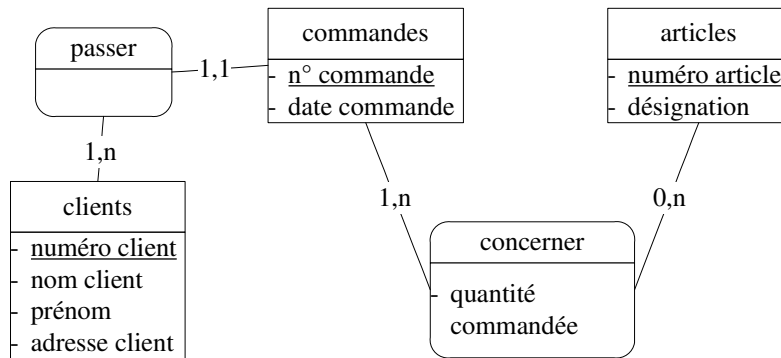 passer
1,1
commandes
- n° commande
- date commande
articles
- numéro article
- désignation
1,n
clients
- numéro client
- nom client
- prénom
- adresse client
1,n
0,n
concerner
- quantité
commandée